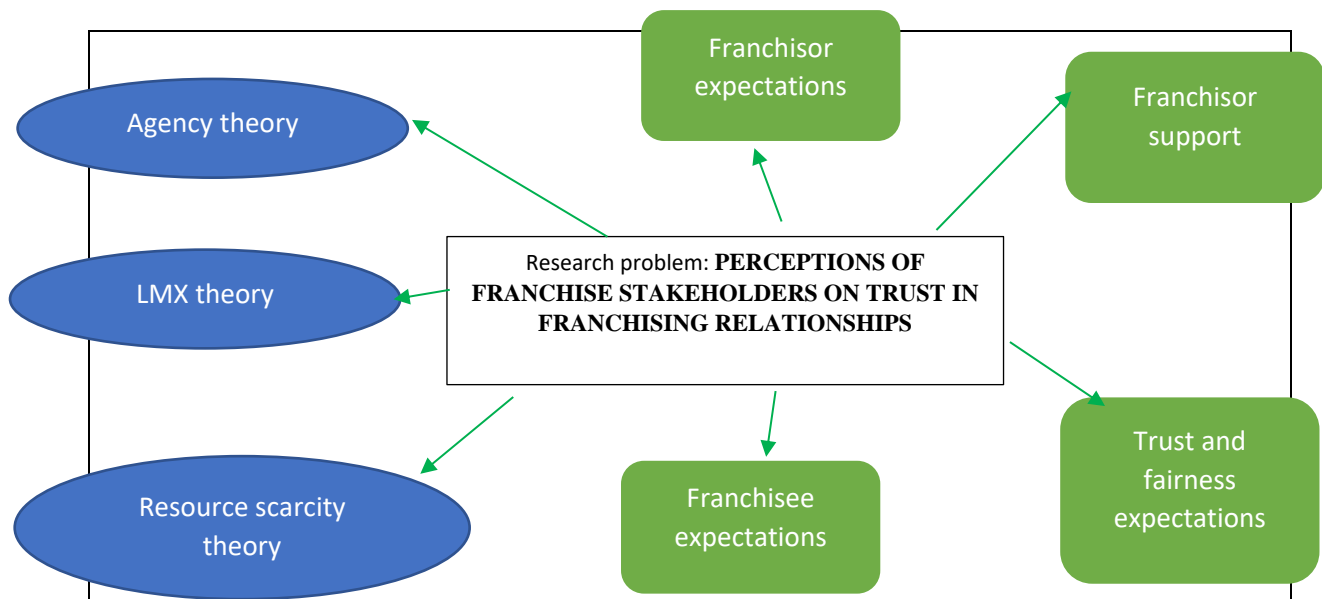 Franchisor
expectations
Agency theory
Franchisor
support
Research problem: PERCEPTIONS OF
FRANCHISE STAKEHOLDERS ON TRUST IN
FRANCHISING RELATIONSHIPS
LMX theory
Resource scarcity
theory
Franchisee
expectations
Trust and
fairness
expectations